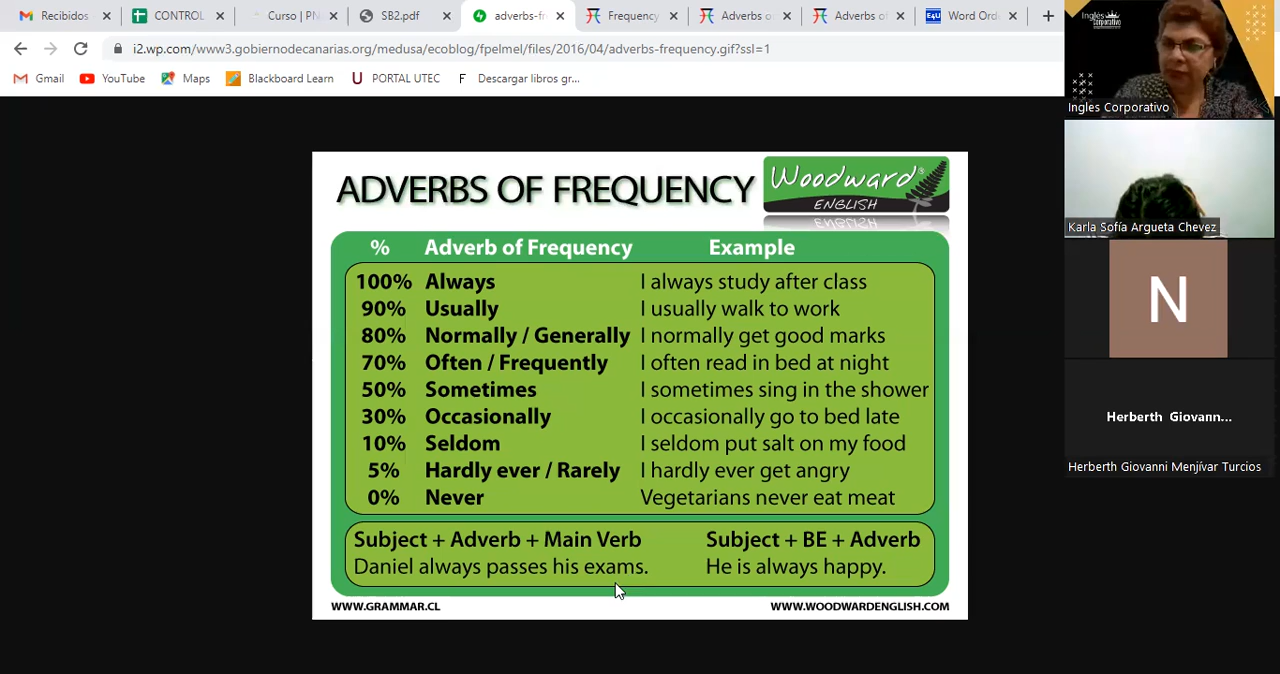 Recibidos
CONTROL
Curso | PN
SB2.pdf
adverbs-fr
Frequency
Adverbs o
Adverbs of
Word Ord
i2.wp.com/www3.gobiernodecanarias.org/medusa/ecoblog/fpelmel/files/2016/04/adverbs-frequency.gif?ssl=1
Gmail
YouTube
Maps
Blackboard Learn
U PORTAL UTEC
F Descargar libros gr...
ADVERBS OF FREQUENCY
Woodward®
ENGLISH
% Adverb of Frequency Example
100% Always I always study after class
90% Usually I usually walk to work
80% Normally / Generally I normally get good marks
70% Often / Frequently I often read in bed at night
50% Sometimes I sometimes sing in the shower
30% Occasionally I occasionally go to bed late
10% Seldom I seldom put salt on my food
5% Hardly ever / Rarely I hardly ever get angry
0% Never Vegetarians never eat meat
Subject + Adverb + Main Verb Subject + BE + Adverb
Daniel always passes his exams. He is always happy.
WWW.GRAMMAR.CL WWW.WOODWARDENGLISH.COM
Inglés
corporativo
Ingles Corporativo
Karla Sofía Argueta Chevez
N
Herberth Giovann...
Herberth Giovanni Menjívar Turcios